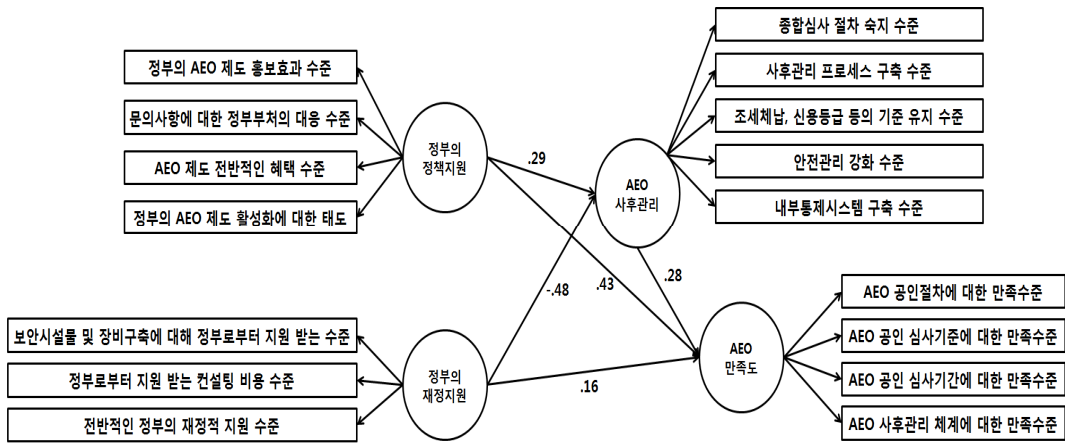 종합심사 절차 숙지 수준
정부의 AEO 제도 홍보효과 수준
사후관리 프로세스 구축 수준
문의사항에 대한 정부부처의 대응 수준
조세체납, 신용등급 등의 기준 유지 수준
AEO 제도 전반적인 혜택 수준
안전관리 강화 수준
정부의 AEO 제도 활성화에 대한 태도
내부통제시스템 구축 수준
정부의
정책지원
.29
AEO
사후관리
-.48
.43
.28
AEO 공인절차에 대한 만족수준
보안시설물 및 장비구축에 대해 정부로부터 지원 받는 수준
AEO 공인 심사기준에 대한 만족수준
정부로부터 지원 받는 컨설팅 비용 수준
AEO 공인 심사기간에 대한 만족수준
전반적인 정부의 재정적 지원 수준
AEO 사후관리 체계에 대한 만족수준
정부의
재정지원
.16
AEO
만족도